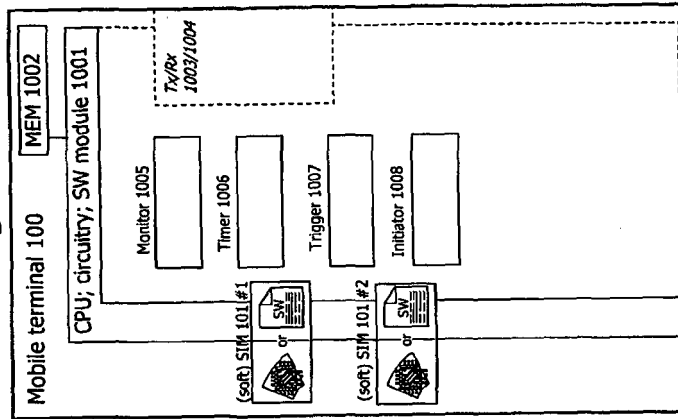 Mobile terminal 100
MEM 1002
CPU; circuitry; SW module 1001
Tx/Rx
1003/1004
Monitor 1005
Timer 1006
Trigger 1007
Initiator 1008
(soft) SIM 101 #1
or
SW
(soft) SIM 101 #2
or
SW